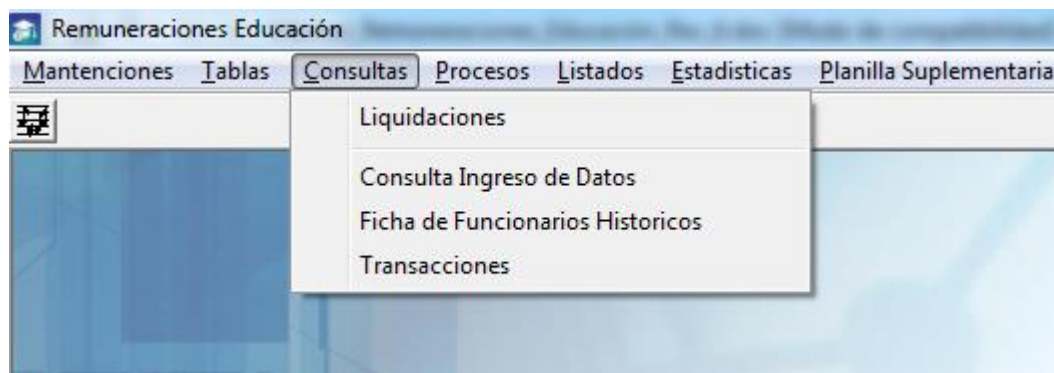 Remuneraciones Educación
Mantenciones Tablas Consultas Procesos Listados Estadisticas Planilla Suplementaria
Liquidaciones
Consulta Ingreso de Datos
Ficha de Funcionarios Historicos
Transacciones